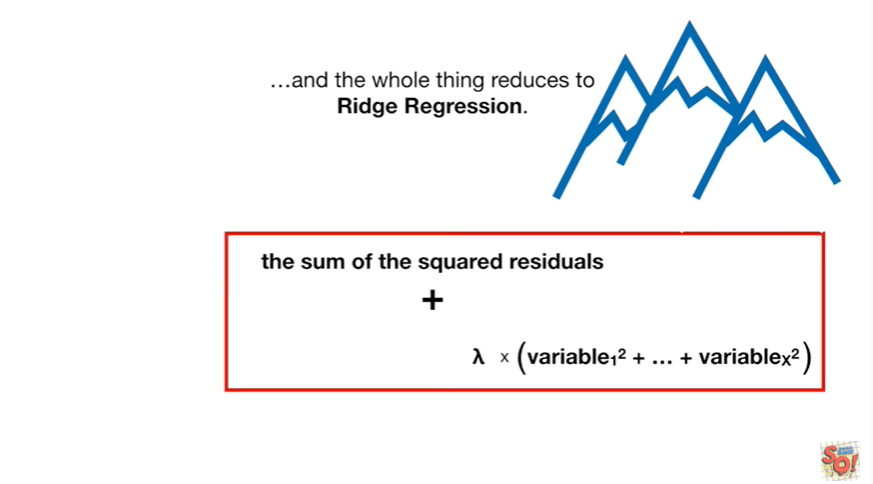 ...and the whole thing reduces to
Ridge Regression.
the sum of the squared residuals
+
λ × (variable₁² + ... + variableₓ²)